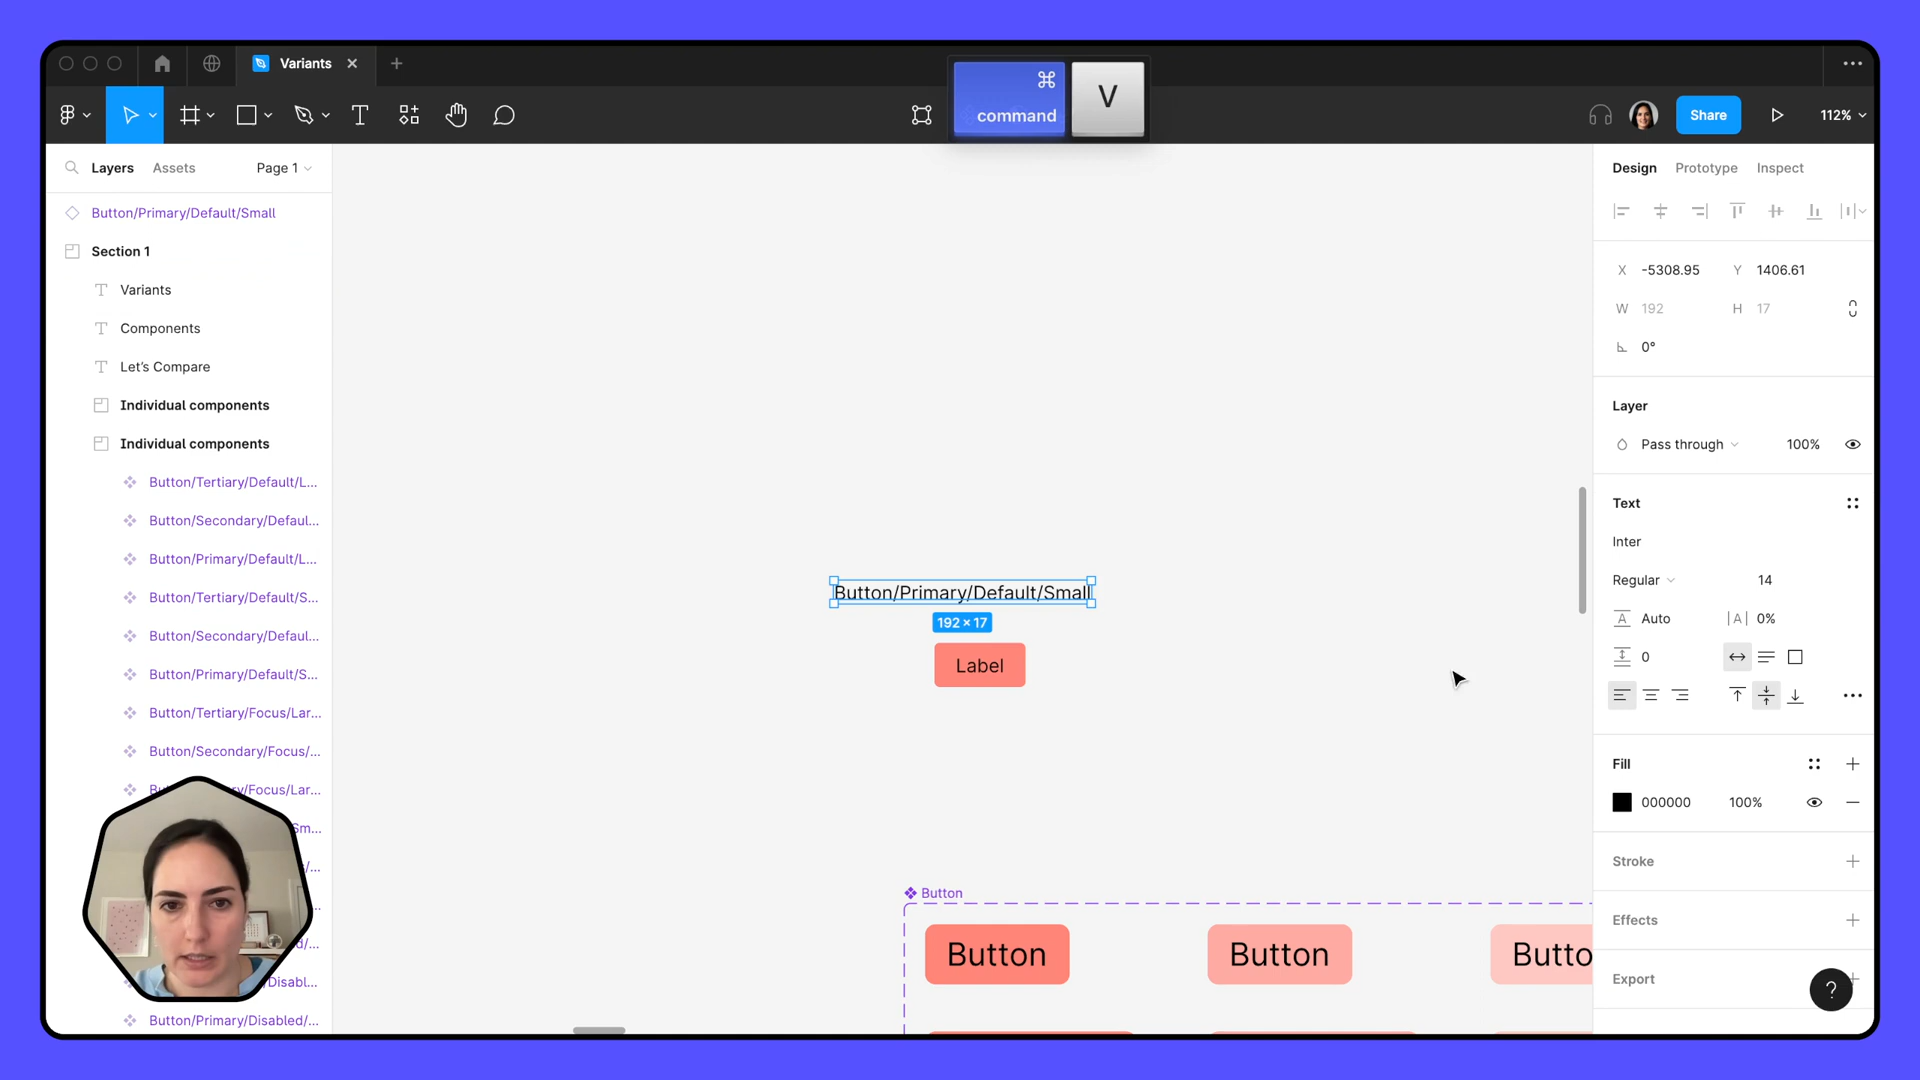 Variants
⌘
command
V
Share
112%
Layers
Assets
Page 1
Button/Primary/Default/Small
Section 1
Variants
Components
Let's Compare
Individual components
Individual components
Button/Tertiary/Default/L...
Button/Secondary/Defaul...
Button/Primary/Default/L...
Button/Tertiary/Default/S...
Button/Secondary/Defaul...
Button/Primary/Default/S...
Button/Tertiary/Focus/Lar...
Button/Secondary/Focus/...
y/Focus/Lar...
Sm...
/...
d/...
Disabl...
Button/Primary/Disabled/...
Button/Primary/Default/Small
192 × 17
Label
Button
Button
Button
Butto
Design
Prototype
Inspect
X -5308.95
Y 1406.61
W 192
H 17
0°
Layer
Pass through
100%
Text
Inter
Regular
14
A Auto
|A| 0%
0
Fill
000000
100%
Stroke
Effects
Export
?